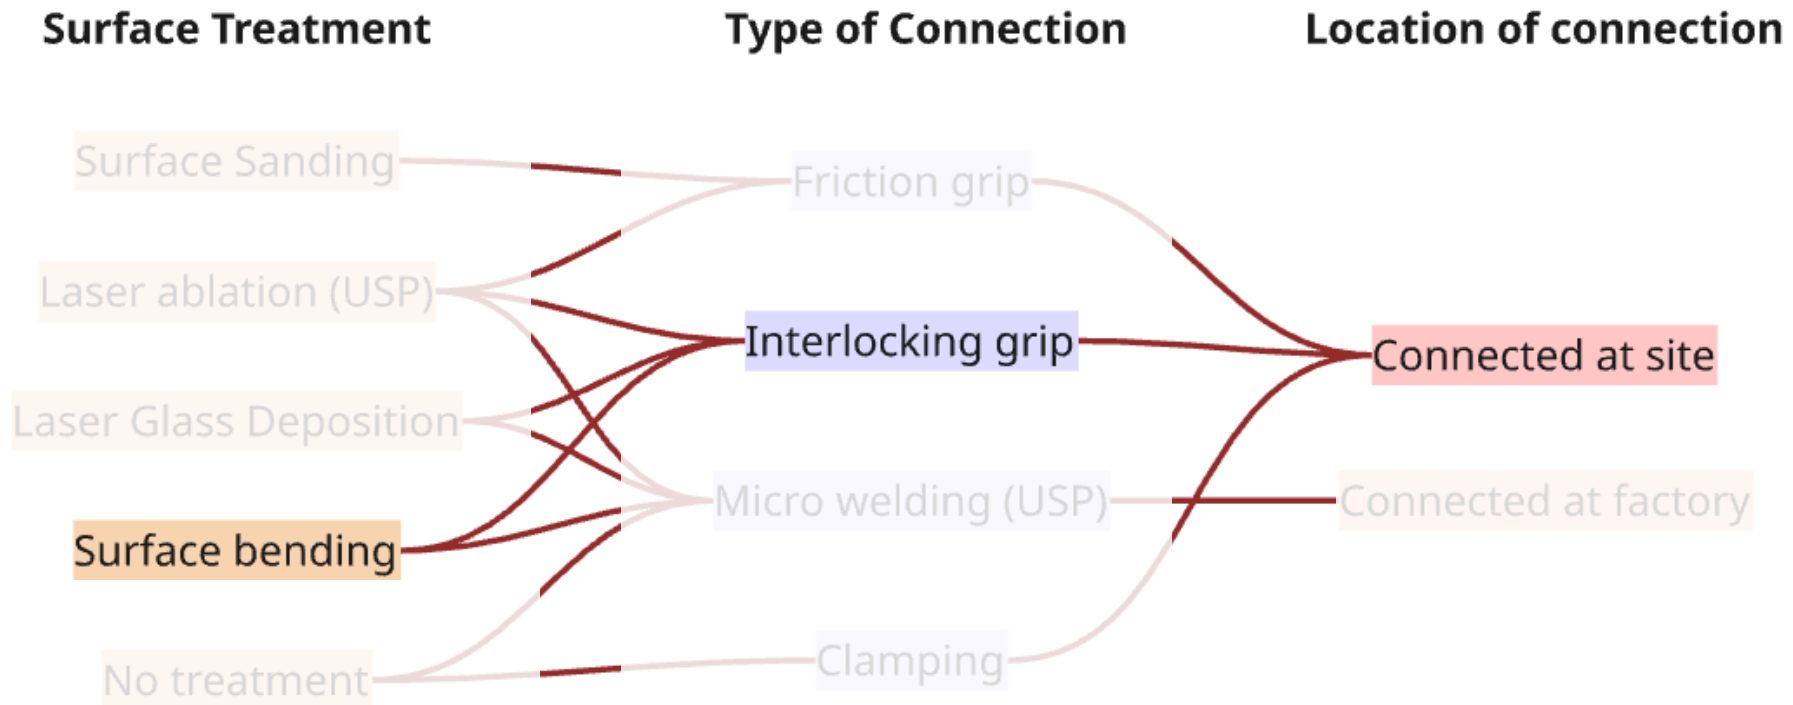 Surface Treatment
Type of Connection
Location of connection
Surface Sanding
Friction grip
Laser ablation (USP)
Interlocking grip
Connected at site
Laser Glass Deposition
Micro welding (USP)
Connected at factory
Surface bending
Clamping
No treatment